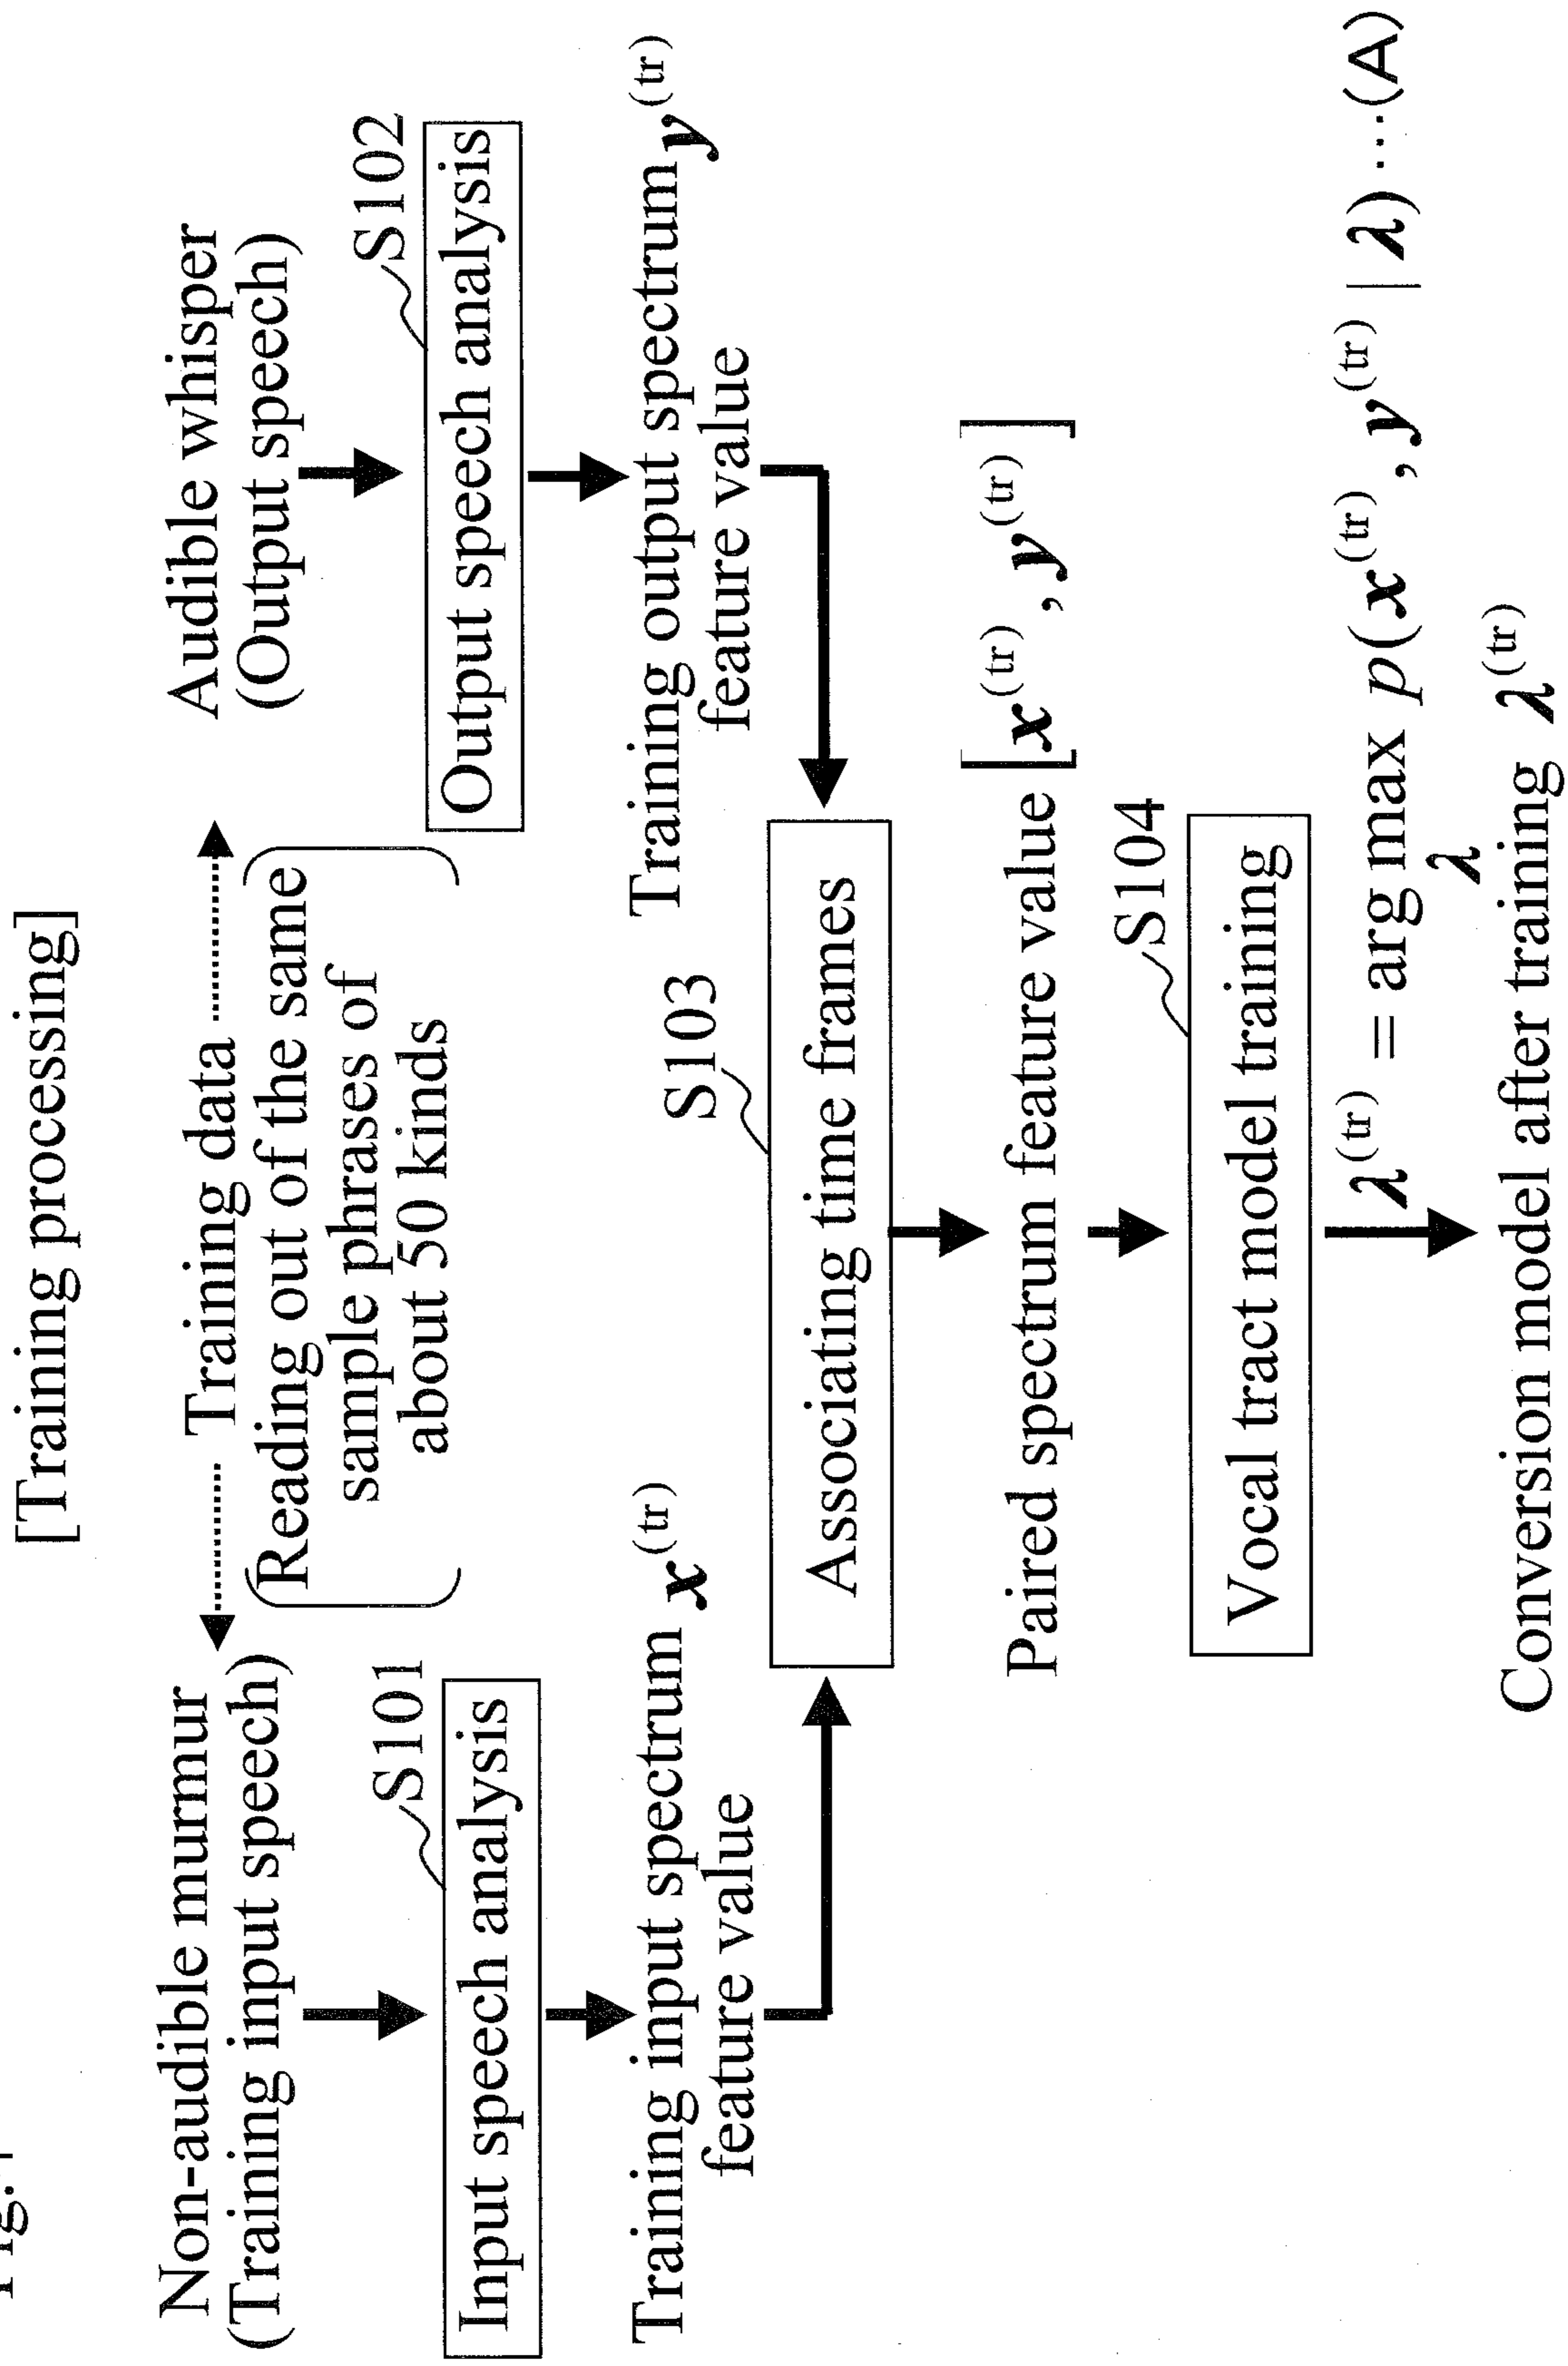 [Training processing]
Non-audible murmur
(Training input speech)
Training data
Reading out of the same
sample phrases of
about 50 kinds
Audible whisper
(Output speech)
S101
Input speech analysis
S102
Output speech analysis
Training input spectrum x^(tr)
feature value
Training output spectrum y^(tr)
feature value
S103
Associating time frames
Paired spectrum feature value [x^(tr), y^(tr)]
S104
Vocal tract model training
λ^(tr) = arg max p(x^(tr), y^(tr) | λ) ···(A)
λ
Conversion model after training λ^(tr)